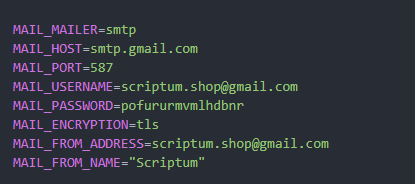 MAIL_MAILER=smtp
MAIL_HOST=smtp.gmail.com
MAIL_PORT=587
MAIL_USERNAME=scriptum.shop@gmail.com
MAIL_PASSWORD=pofururmvmlhdbnr
MAIL_ENCRYPTION=tls
MAIL_FROM_ADDRESS=scriptum.shop@gmail.com
MAIL_FROM_NAME="Scriptum"